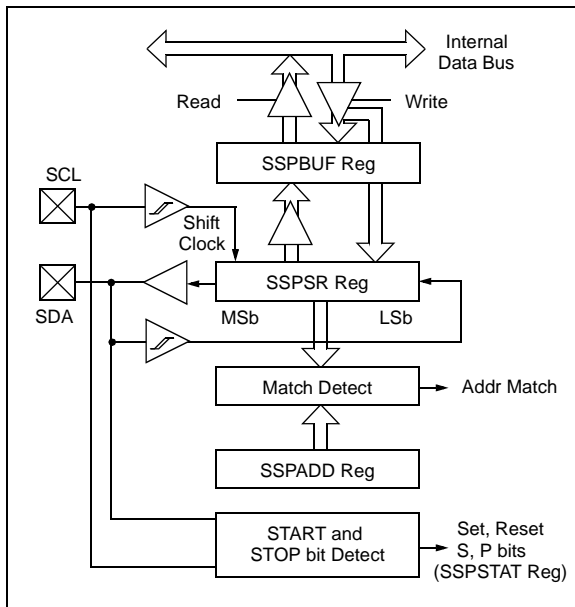 Internal
Data Bus
Read
Write
SSPBUF Reg
SCL
Shift
Clock
SSPSR Reg
SDA
MSb
LSb
Match Detect
Addr Match
SSPADD Reg
START and
STOP bit Detect
Set, Reset
S, P bits
(SSPSTAT Reg)